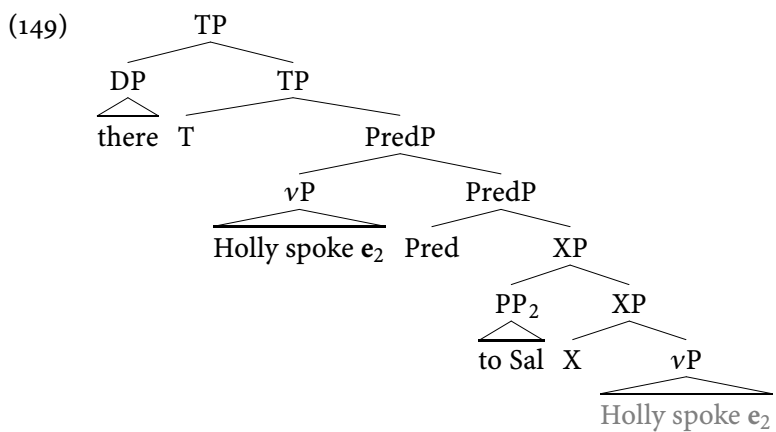 (149) TP
DP TP
there T PredP
vP PredP
Holly spoke e₂ Pred XP
PP₂ XP
to Sal X vP
Holly spoke e₂